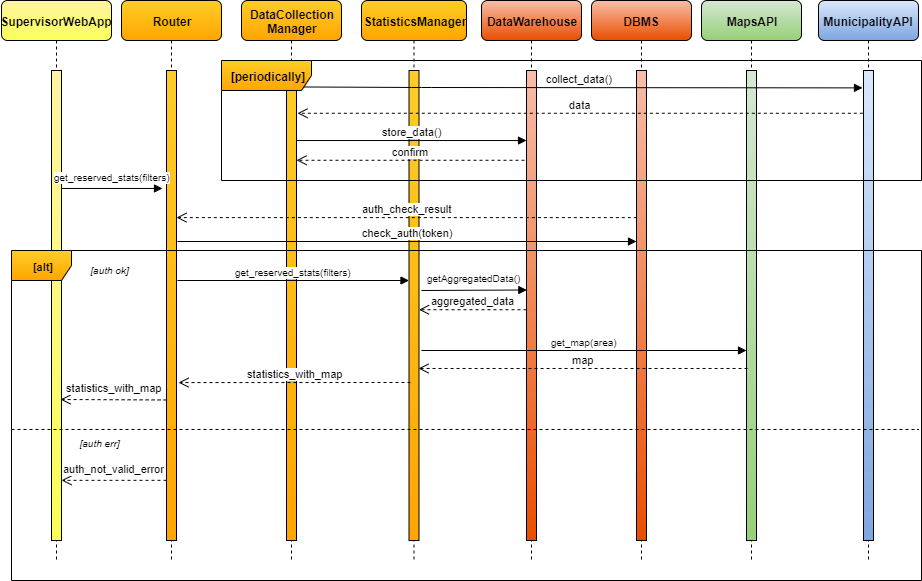 SupervisorWebApp
Router
DataCollection
Manager
StatisticsManager
DataWarehouse
DBMS
MapsAPI
MunicipalityAPI
[periodically]
collect_data()
data
store_data()
confirm
get_reserved_stats(filters)
auth_check_result
check_auth(token)
[alt]
[auth ok]
get_reserved_stats(filters)
getAggregatedData()
aggregated_data
get_map(area)
map
statistics_with_map
statistics_with_map
[auth err]
auth_not_valid_error